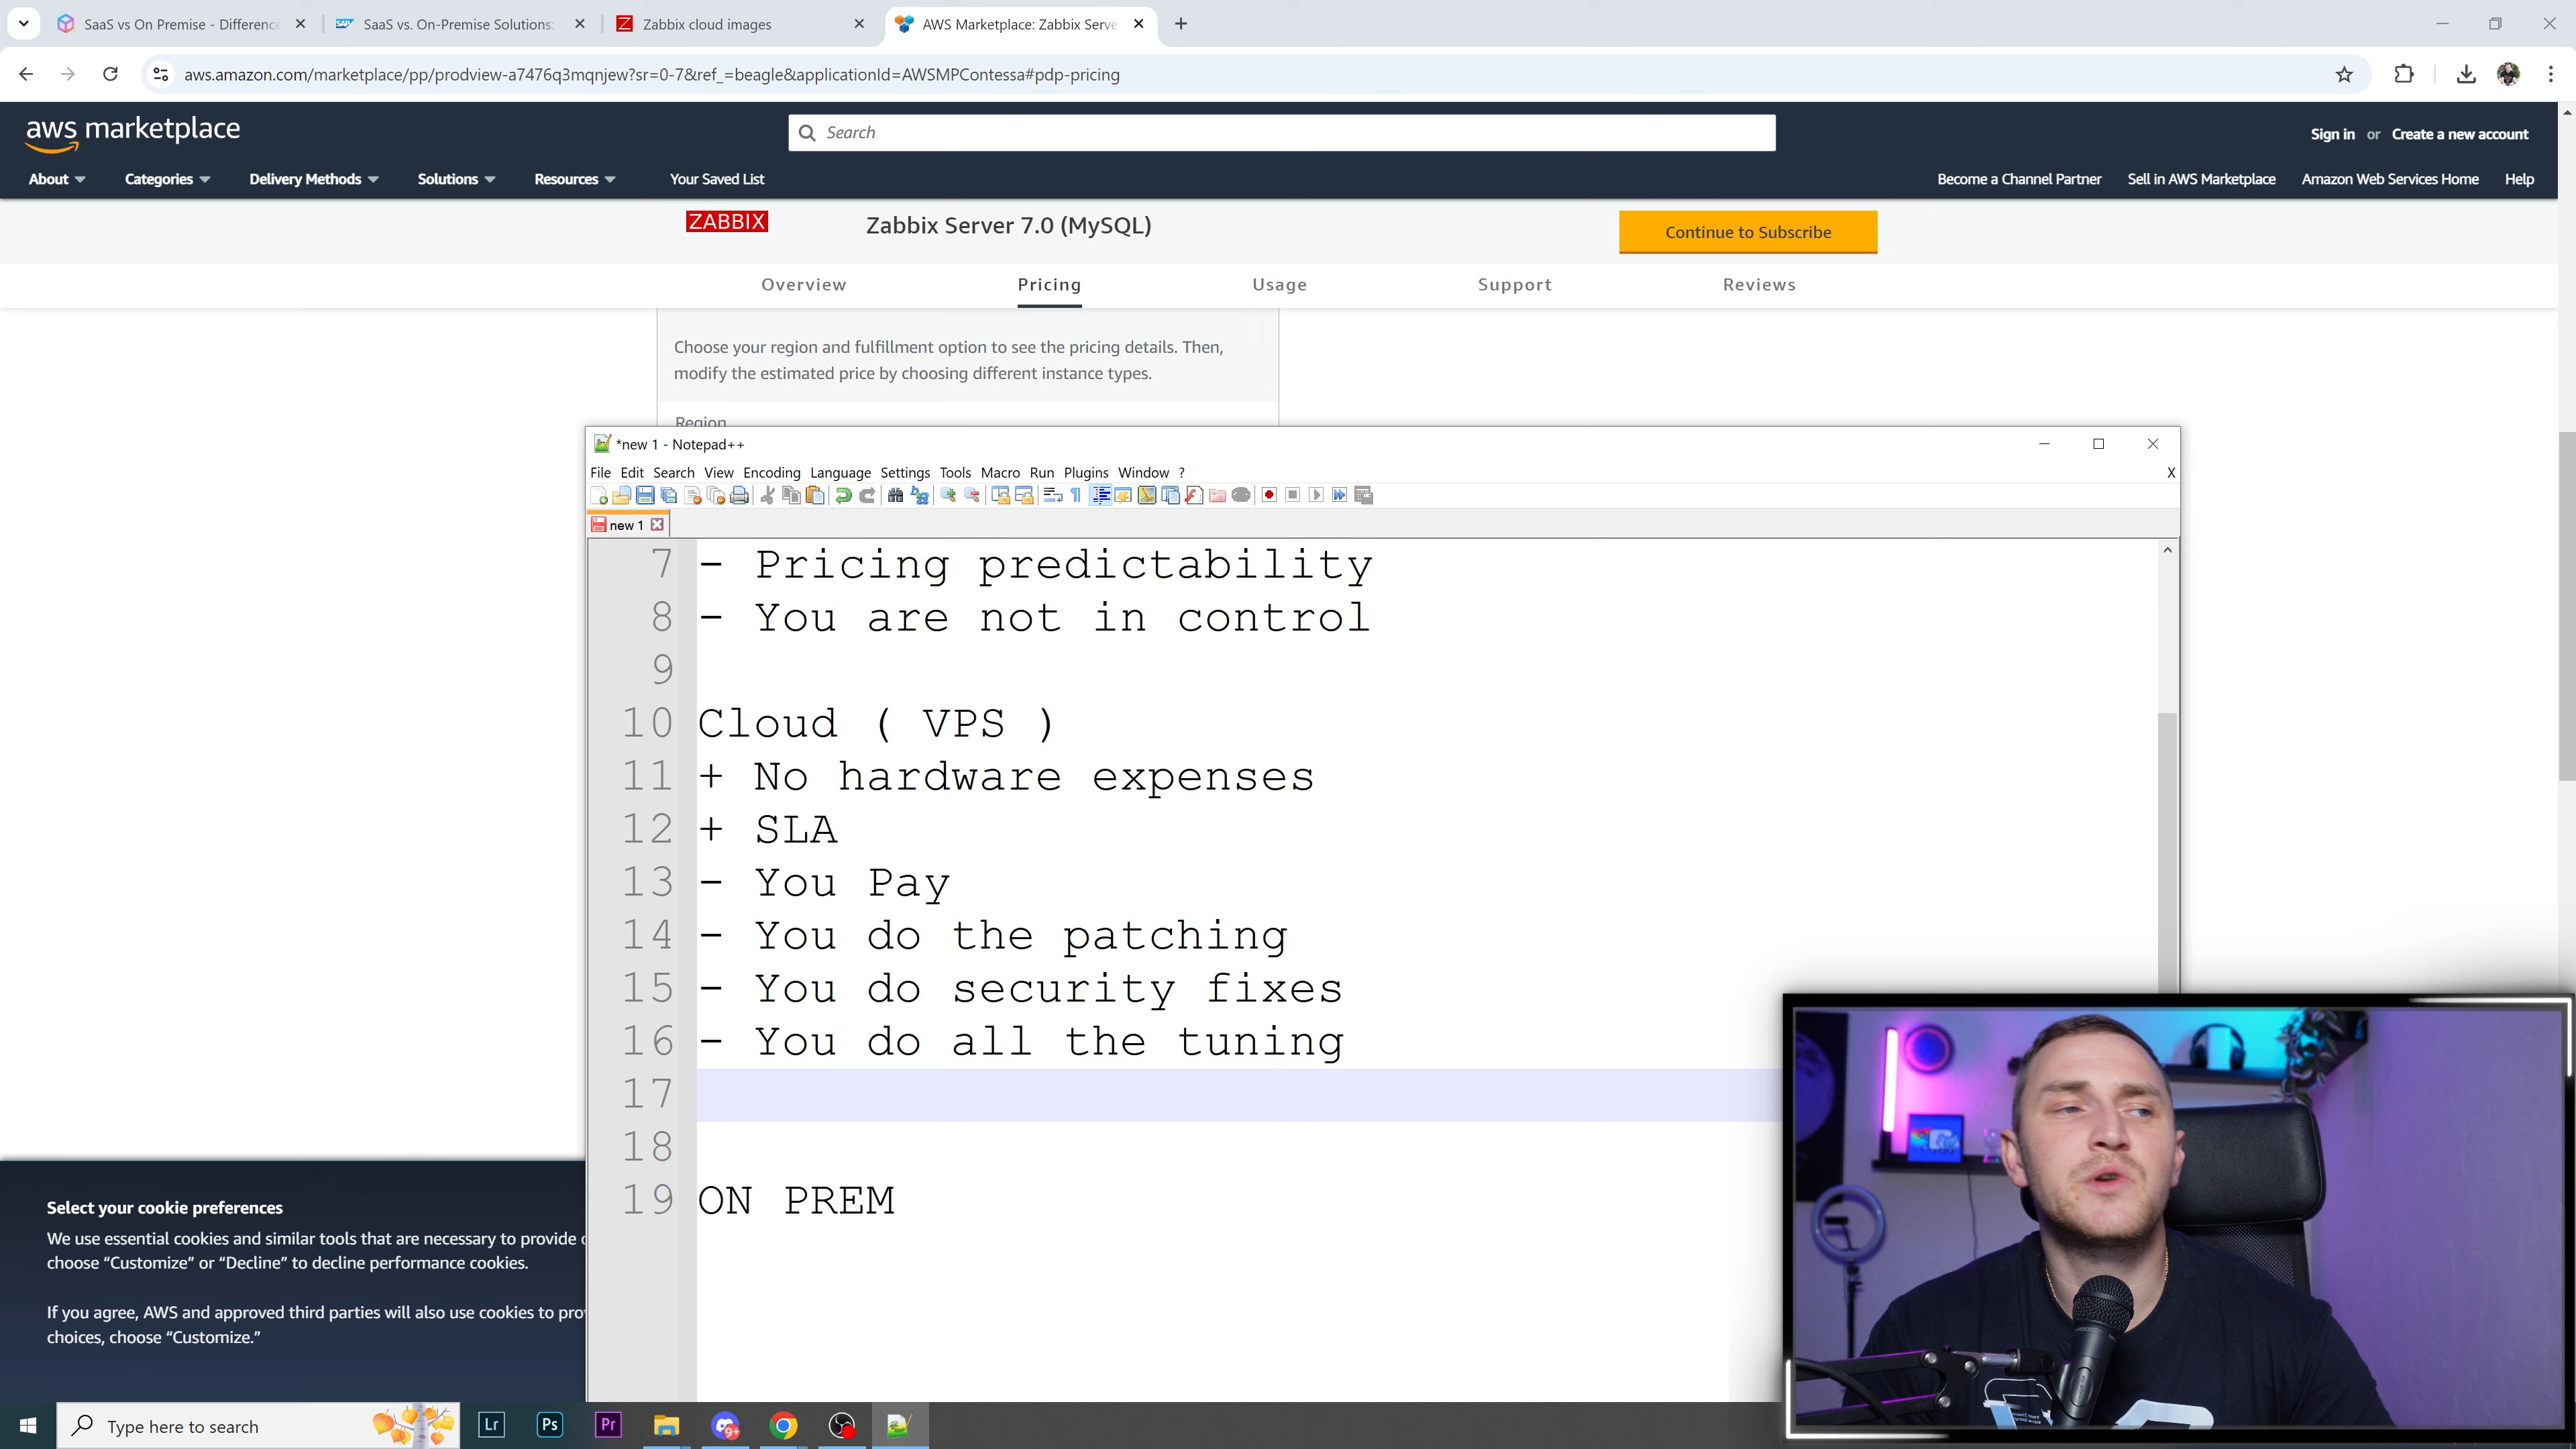 SaaS vs On Premise - Difference
SaaS vs. On-Premise Solutions:
Zabbix cloud images
AWS Marketplace: Zabbix Serve
aws.amazon.com/marketplace/pp/prodview-a7476q3mqnjew?sr=0-7&ref_=beagle&applicationId=AWSMPContessa#pdp-pricing
aws marketplace
Search
Sign in or Create a new account
About Categories Delivery Methods Solutions Resources Your Saved List
Become a Channel Partner Sell in AWS Marketplace Amazon Web Services Home Help
ZABBIX
Zabbix Server 7.0 (MySQL)
Continue to Subscribe
Overview Pricing Usage Support Reviews
Choose your region and fulfillment option to see the pricing details. Then,
modify the estimated price by choosing different instance types.
Region
*new 1 - Notepad++
File Edit Search View Encoding Language Settings Tools Macro Run Plugins Window ?
X
new 1
7 - Pricing predictability
8 - You are not in control
9
10 Cloud ( VPS )
11 + No hardware expenses
12 + SLA
13 - You Pay
14 - You do the patching
15 - You do security fixes
16 - You do all the tuning
17
18
19 ON PREM
Select your cookie preferences
We use essential cookies and similar tools that are necessary to provide
choose “Customize” or “Decline” to decline performance cookies.
If you agree, AWS and approved third parties will also use cookies to pro
choices, choose “Customize.”
Type here to search
Lr
Ps
Pr
9+